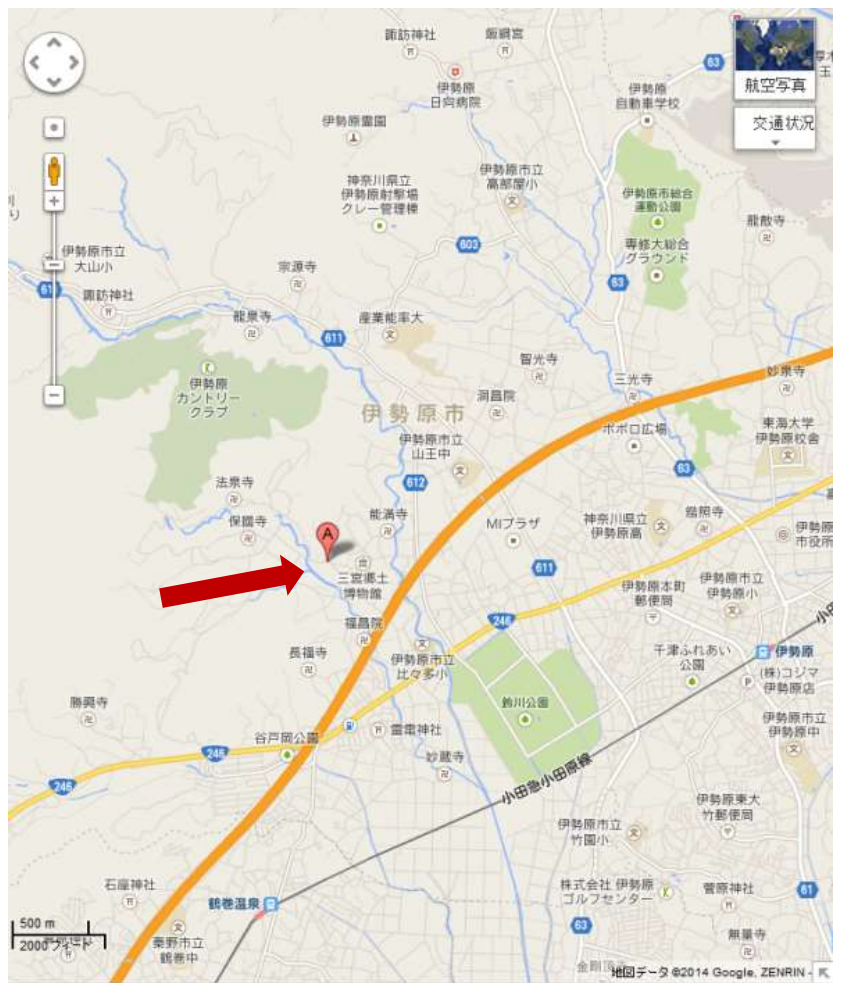 諏訪神社
飯綱宮
63
伊勢原
日向病院
伊勢原
自動車学校
航空写真
交通状況
伊勢原霊園
神奈川県立
伊勢原射撃場
クレー管理棟
伊勢原市立
高部屋小
伊勢原市総合
運動公園
龍散寺
603
専修大総合
グラウンド
伊勢原市立
大山小
宗源寺
63
諏訪神社
龍泉寺
産業能率大
611
智光寺
三光寺
妙泉寺
伊勢原
カントリー
クラブ
洞昌院
伊勢原市
伊勢原市立
山王中
ポポロ広場
東海大学
伊勢原校舎
63
法泉寺
612
保國寺
能満寺
MIプラザ
神奈川県立
伊勢原高
伊勢原
市役所
A
三宮郷土
博物館
611
伊勢原本町
郵便局
伊勢原市立
伊勢原小
福昌院
246
長福寺
伊勢原市立
比々多小
千津ふれあい
公園
伊勢原
(株)コジマ
伊勢原店
勝興寺
鈴川公園
伊勢原市立
伊勢原中
谷戸岡公園
雷電神社
246
妙蔵寺
246
小田急小田原線
伊勢原東大
竹郵便局
伊勢原市立
竹園小
石座神社
鶴巻温泉
株式会社 伊勢原
ゴルフセンター
菅原神社
61
500 m
2000 フィート
秦野市立
鶴巻中
63
無量寺
地図データ ©2014 Google, ZENRIN -